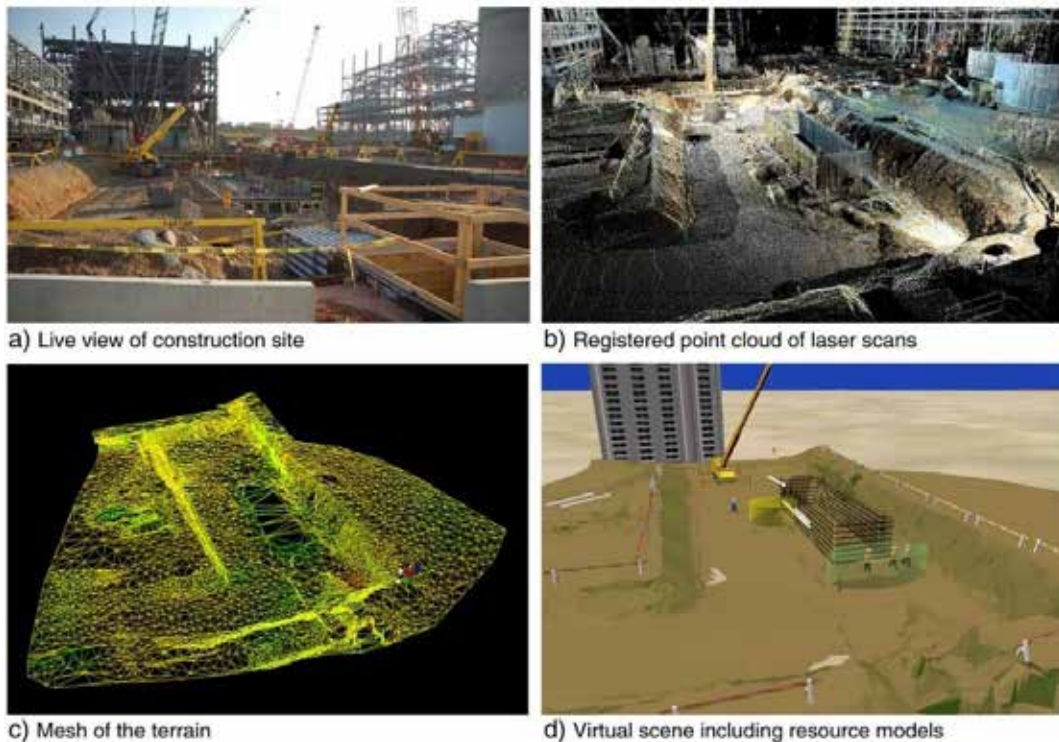 a) Live view of construction site
b) Registered point cloud of laser scans
c) Mesh of the terrain
d) Virtual scene including resource models